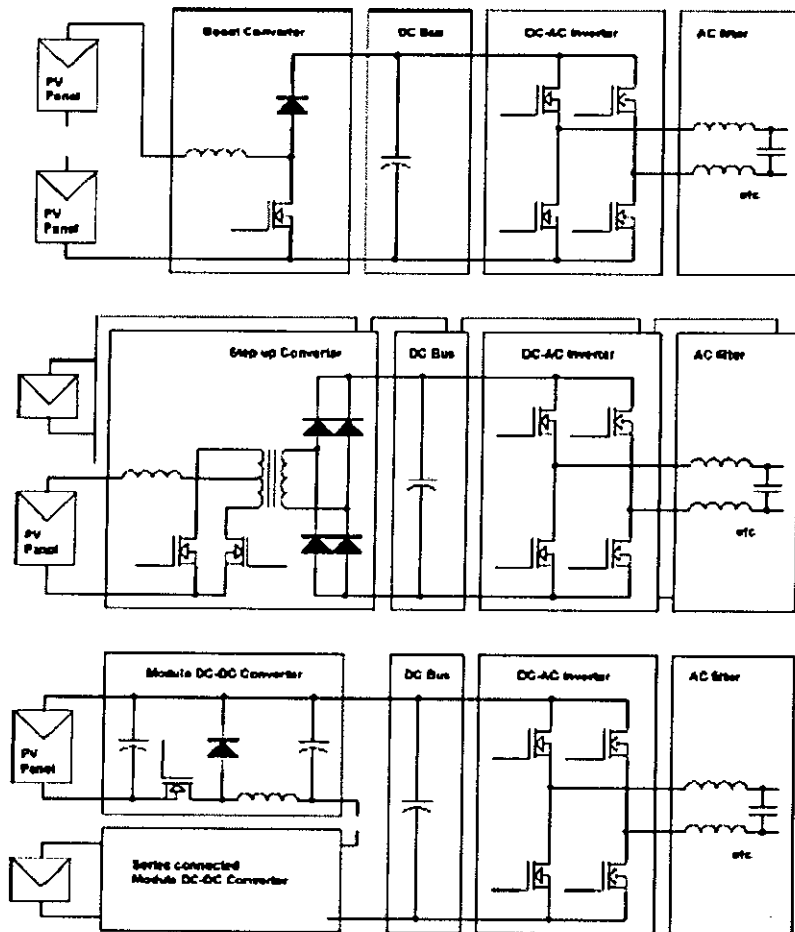 Boost Converter
DC Bus
DC-AC Inverter
AC filter
PV
Panel
PV
Panel
etc
Step up Converter
DC Bus
DC-AC Inverter
AC filter
PV
Panel
etc
Module DC-DC Converter
DC Bus
DC-AC Inverter
AC filter
PV
Panel
etc
Series connected
Module DC-DC Converter